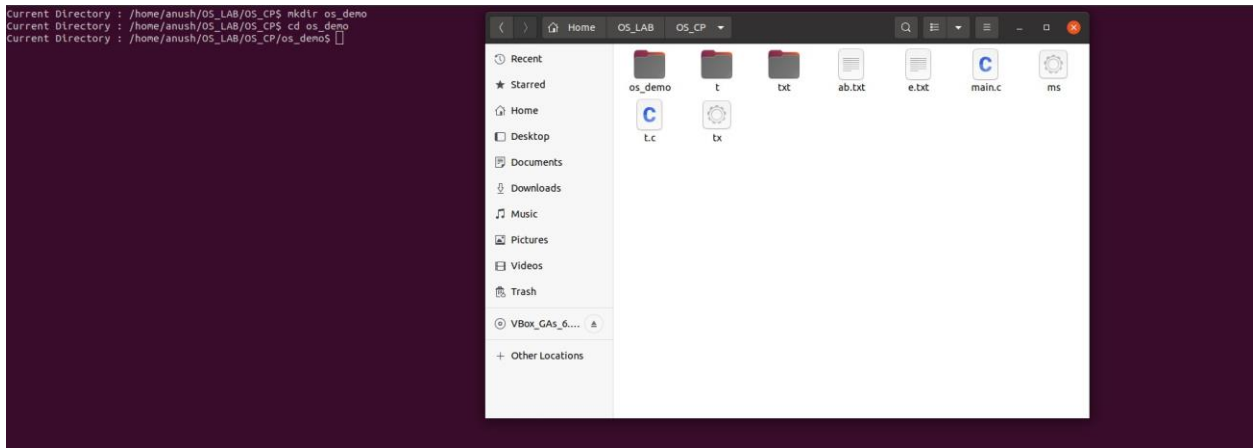 Current Directory : /home/anush/OS_LAB/OS_CP$ mkdir os_demo
Current Directory : /home/anush/OS_LAB/OS_CP$ cd os_demo
Current Directory : /home/anush/OS_LAB/OS_CP/os_demo$
Home OS_LAB OS_CP
Recent
Starred
Home
Desktop
Documents
Downloads
Music
Pictures
Videos
Trash
VBox_GAs_6....
+ Other Locations
os_demo t txt ab.txt e.txt main.c ms
t.c tx